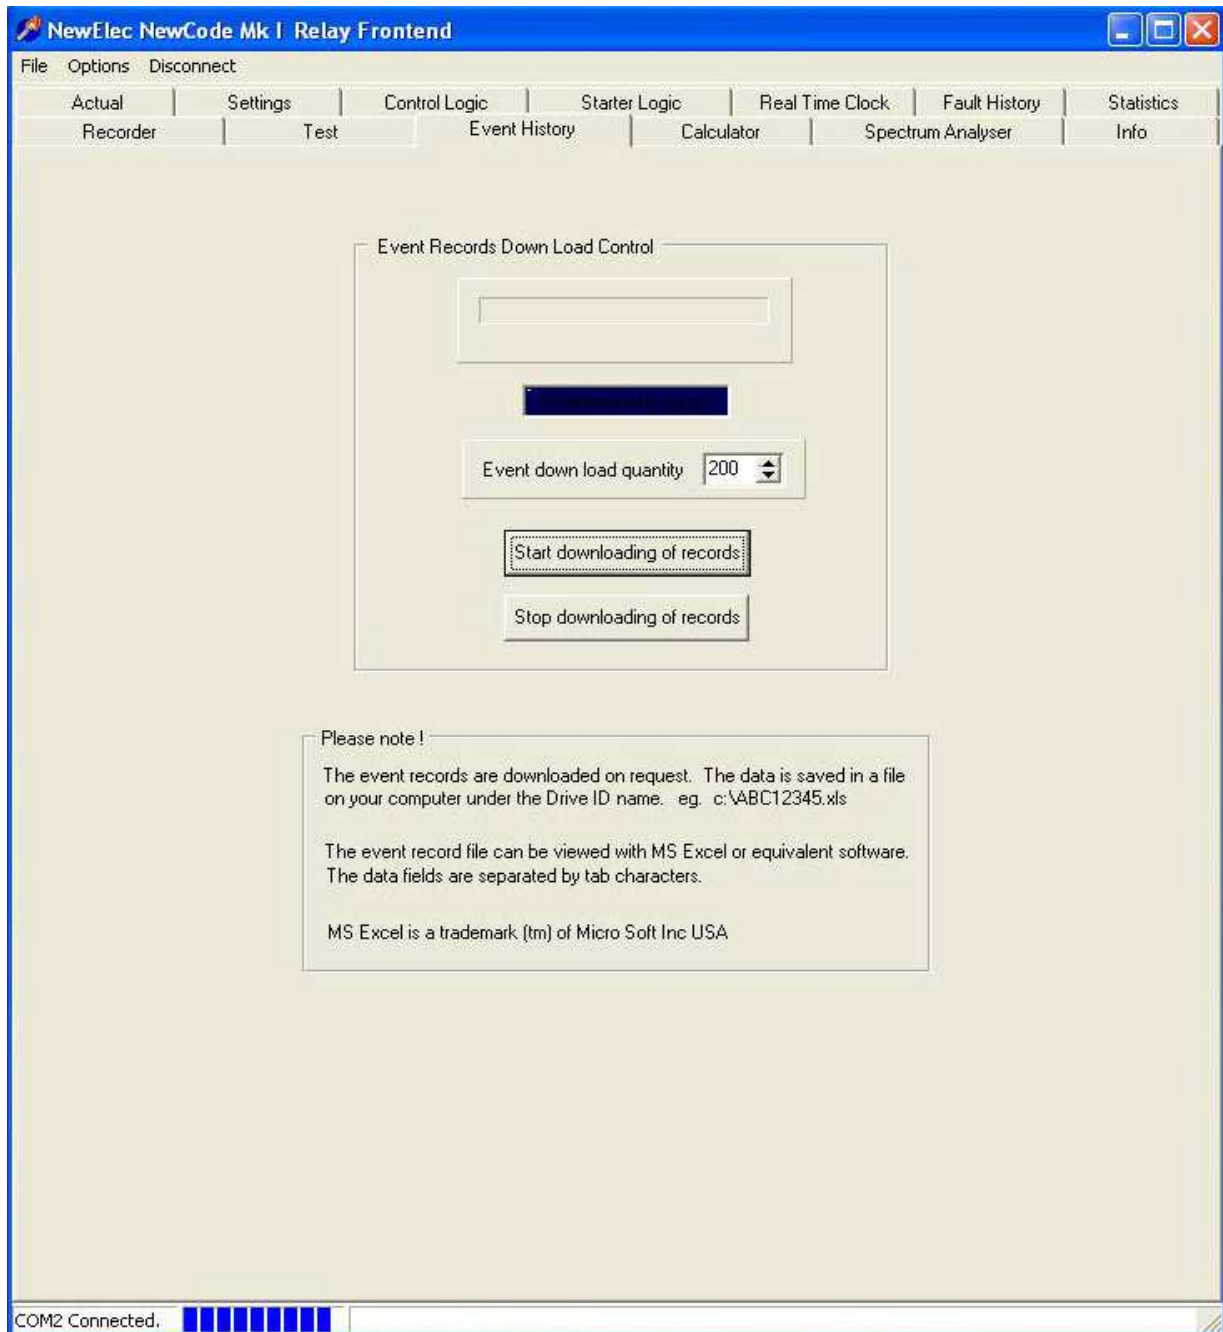 NewElec NewCode Mk I Relay Frontend
File Options Disconnect
Actual Settings Control Logic Starter Logic Real Time Clock Fault History Statistics
Recorder Test Event History Calculator Spectrum Analyser Info
Event Records Down Load Control
Event down load quantity 200
Start downloading of records
Stop downloading of records
Please note !
The event records are downloaded on request. The data is saved in a file
on your computer under the Drive ID name. eg. c:\ABC12345.xls
The event record file can be viewed with MS Excel or equivalent software.
The data fields are separated by tab characters.
MS Excel is a trademark (tm) of Micro Soft Inc USA
COM2 Connected.